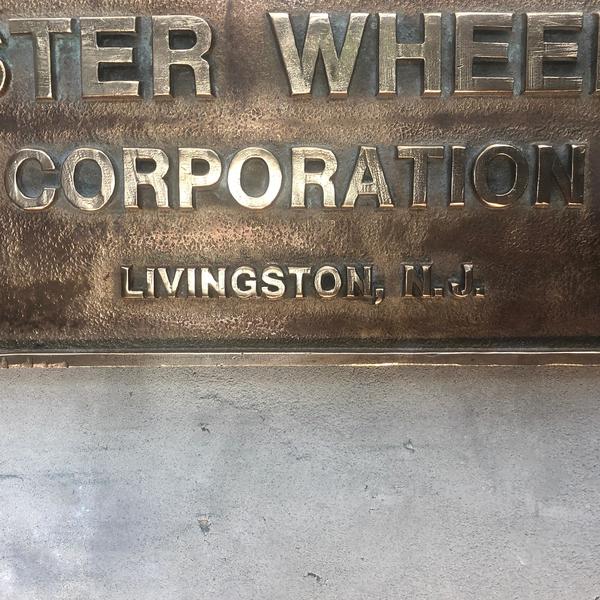 STER WHEE
CORPORATION
LIVINGSTON, N.J.